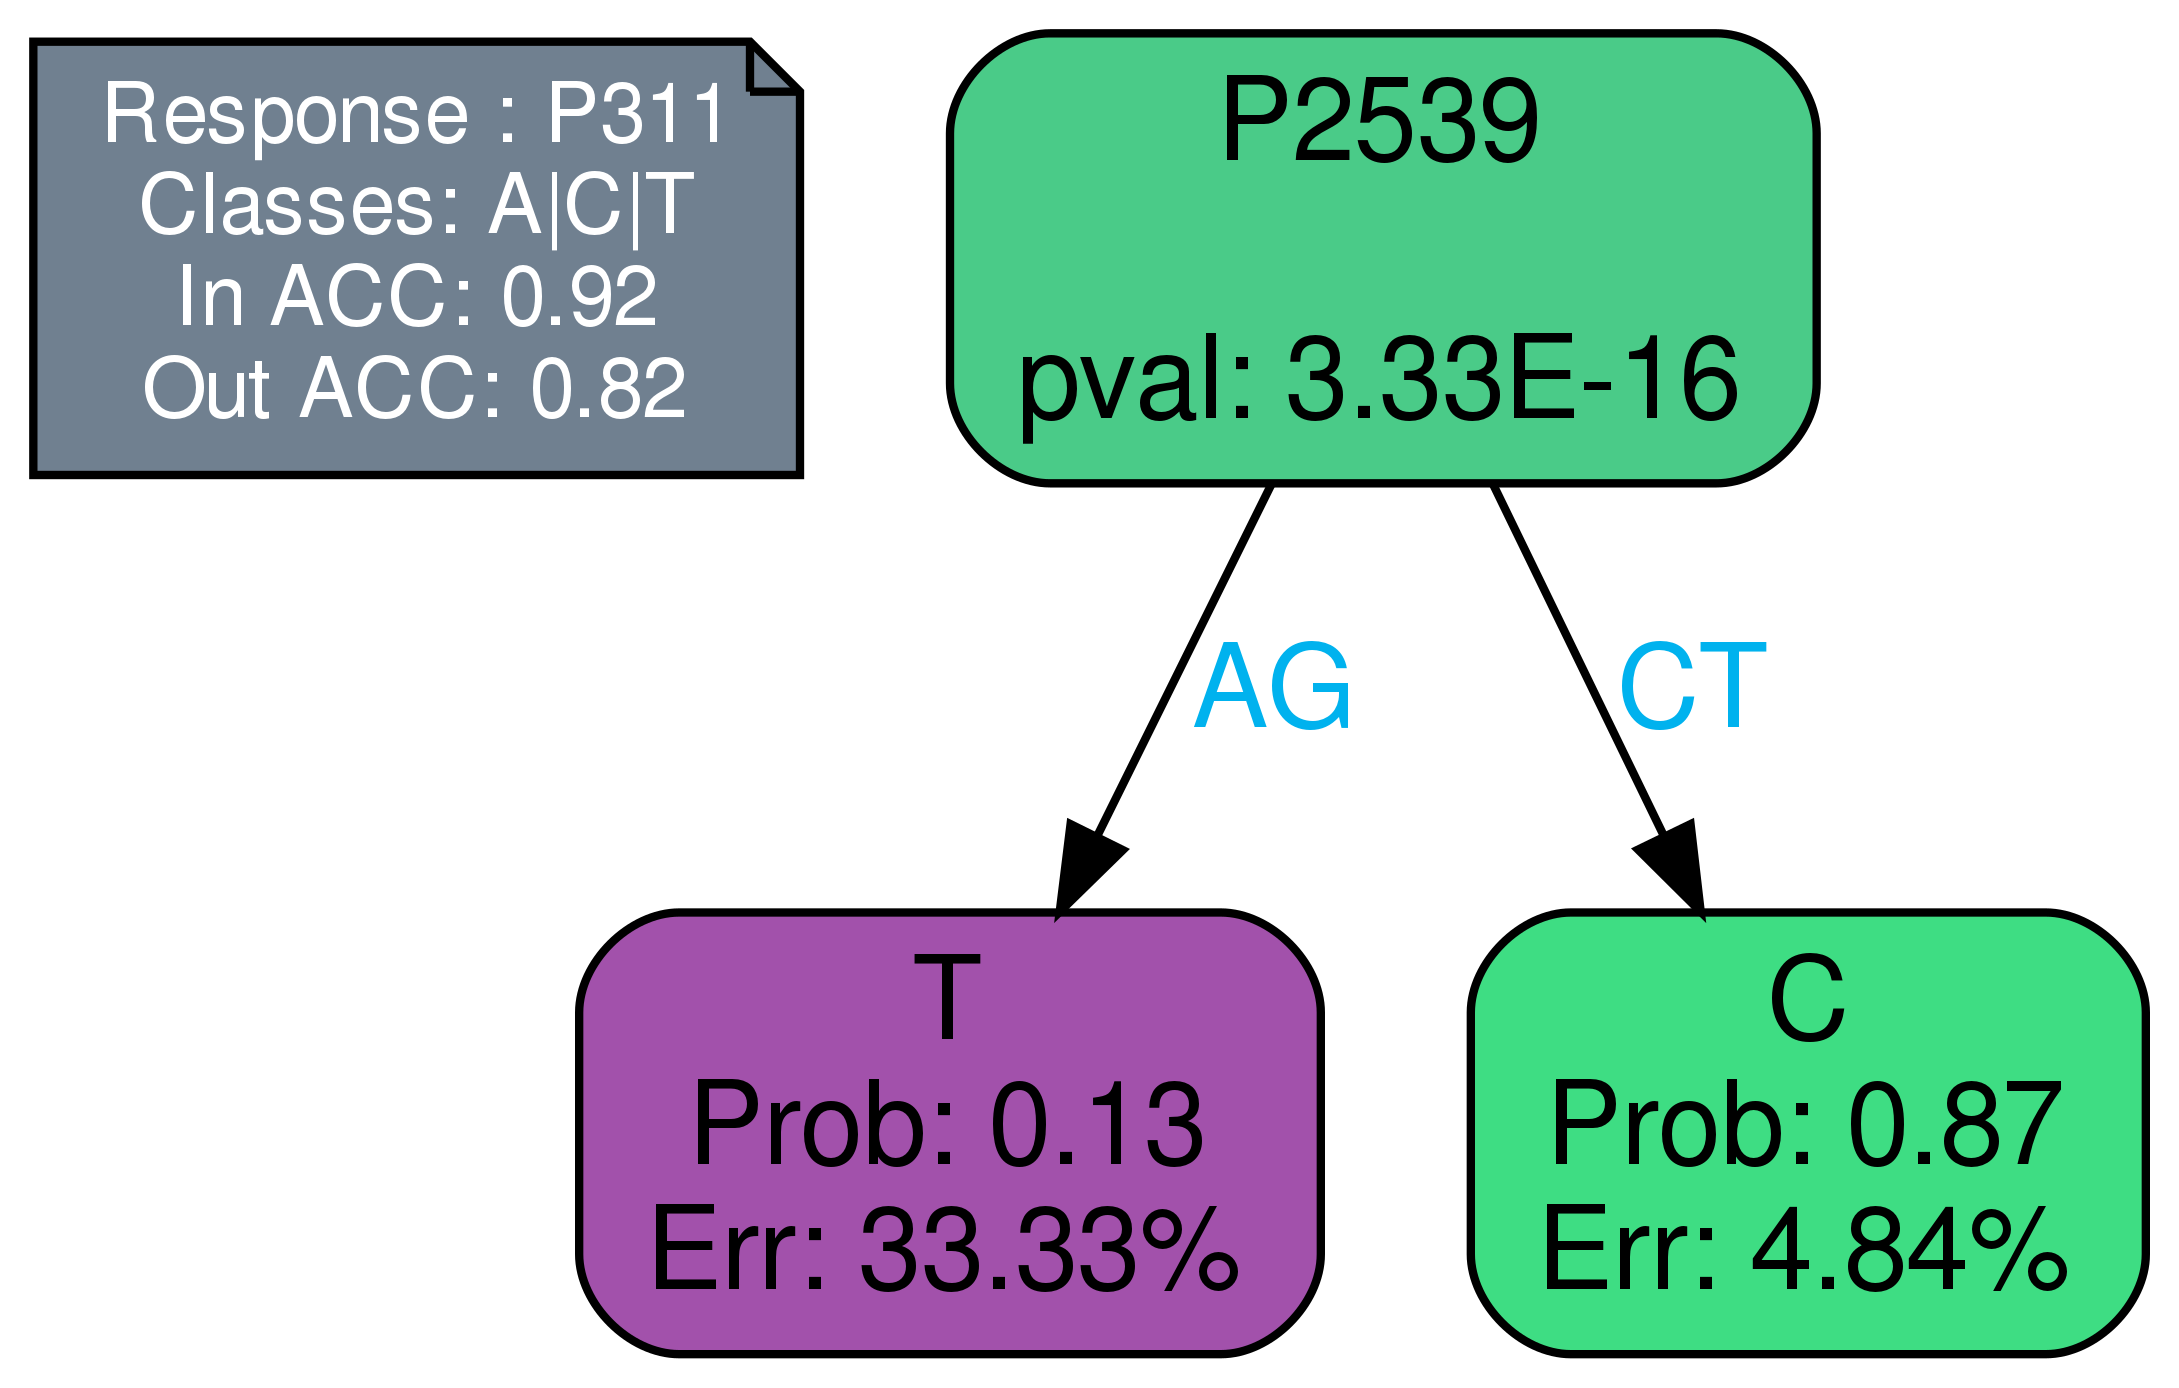 Response : P311
Classes: A|C|T
In ACC: 0.92
Out ACC: 0.82
P2539
pval: 3.33E-16
AG
CT
T
Prob: 0.13
Err: 33.33%
C
Prob: 0.87
Err: 4.84%